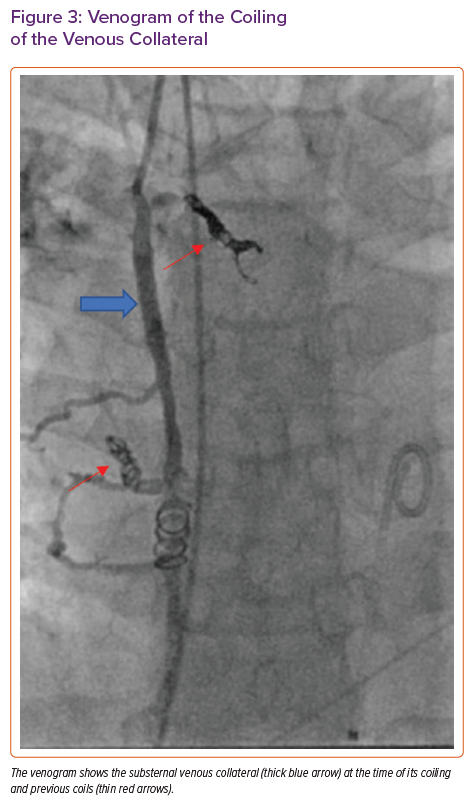 Figure 3: Venogram of the Coiling
of the Venous Collateral
The venogram shows the substernal venous collateral (thick blue arrow) at the time of its coiling
and previous coils (thin red arrows).